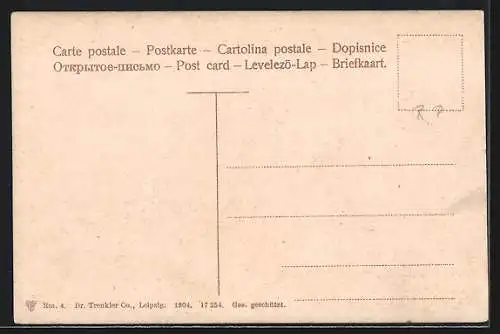 Carte postale – Postkarte – Cartolina postale – Dopisnice
Открытое-письмо – Post card – Levelezö-Lap – Briefkaart.
Dr. Trenkler Co., Leipzig. 1904. 17 254. Ges. geschützt.